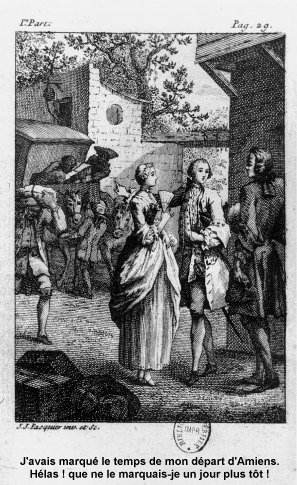 I.re Part.
Pag. 29.
J.J. Pasquier inv. et Sc.
J'avais marqué le temps de mon départ d'Amiens.
Hélas ! que ne le marquais-je un jour plus tôt !